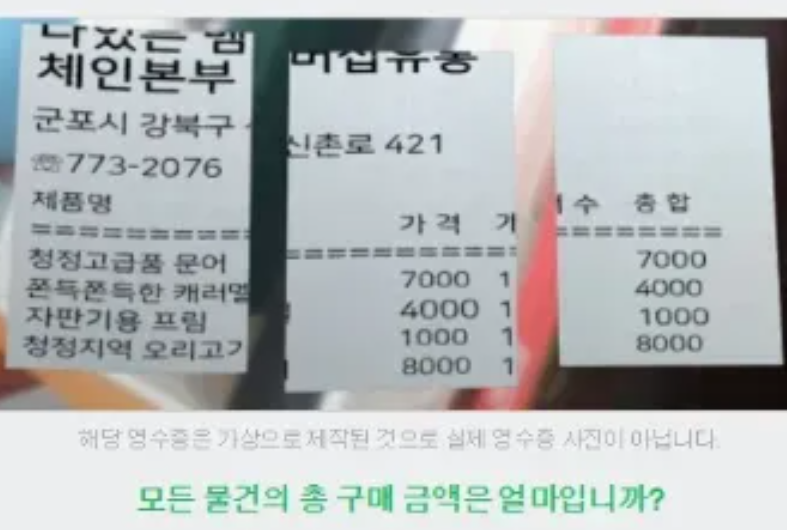 체인본부
군포시 강북구 신촌로 421
☏773-2076
제품명 가격 개수 총합
========================
청정고급품 문어 7000 1 7000
쫀득쫀득한 캐러멜 4000 1 4000
자판기용 프림 1000 1 1000
청정지역 오리고기 8000 1 8000
해당 영수증은 가상으로 제작된 것으로 실제 영수증 사진이 아닙니다.
모든 물건의 총 구매 금액은 얼마입니까?